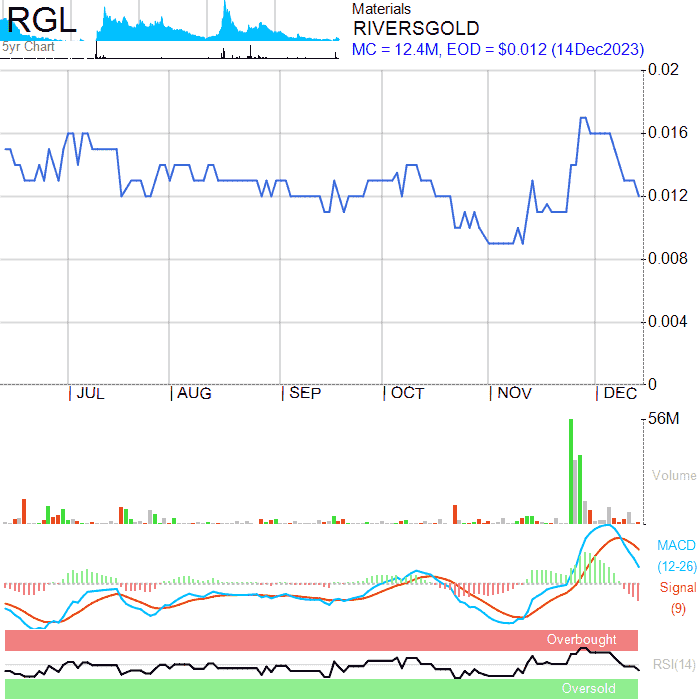 RGL
5yr Chart
Materials
RIVERSGOLD
MC = 12.4M, EOD = $0.012 (14Dec2023)
0.02
0.016
0.012
0.008
0.004
0
JUL AUG SEP OCT NOV DEC
56M
Volume
MACD
(12-26)
Signal
(9)
Overbought
RSI(14)
Oversold